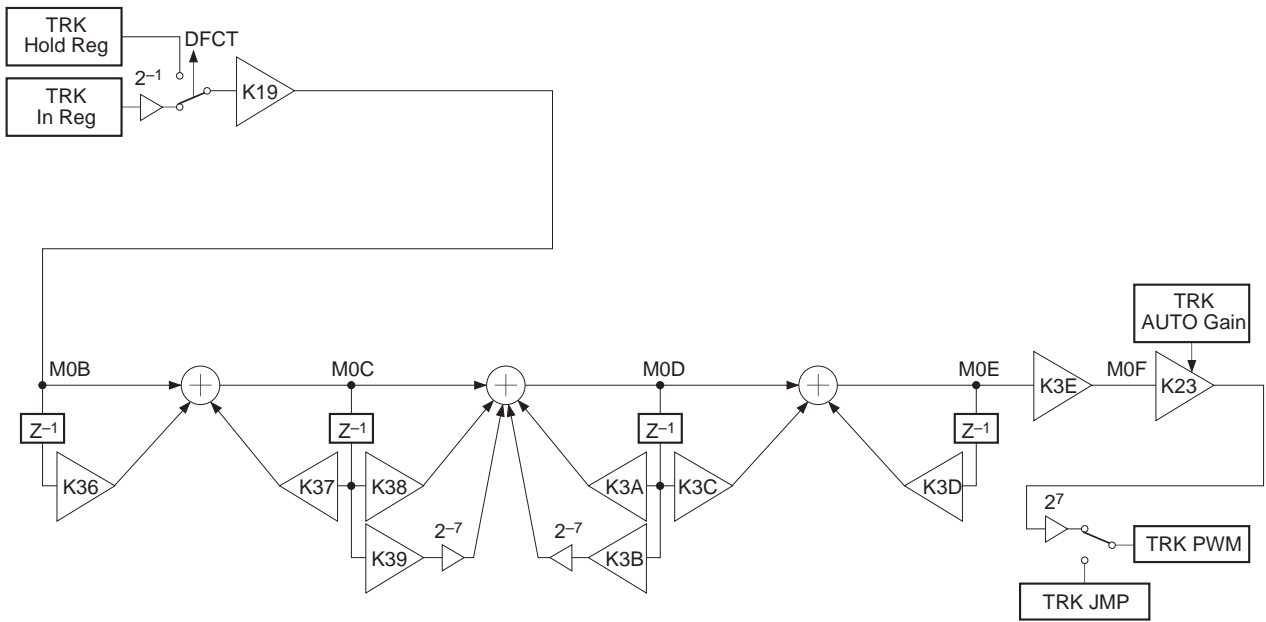 TRK
Hold Reg
DFCT
2⁻¹
TRK
In Reg
K19
TRK
AUTO Gain
M0B
M0C
M0D
M0E
K3E
M0F
K23
Z⁻¹
Z⁻¹
Z⁻¹
Z⁻¹
K36
K37
K38
K3A
K3C
K3D
K39
2⁻⁷
2⁻⁷
K3B
2⁷
TRK PWM
TRK JMP